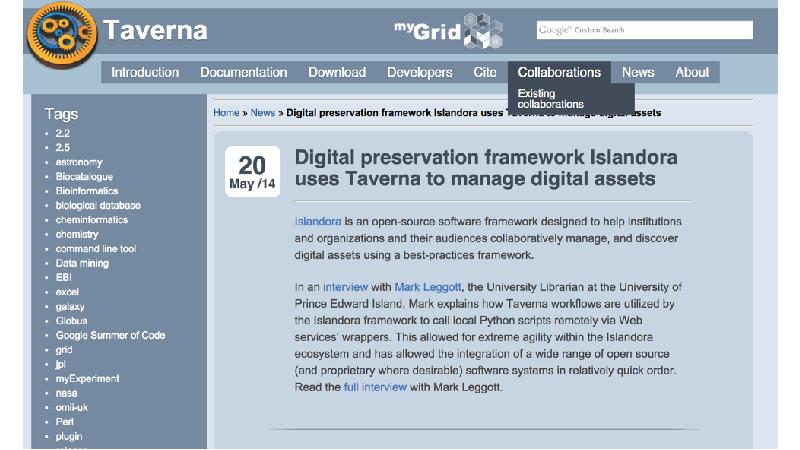 Taverna
myGrid
Google Custom Search
Introduction Documentation Download Developers Cite Collaborations News About
Existing
collaborations
Home » News » Digital preservation framework Islandora uses Taverna to manage digital assets
Tags
• 2.2
• 2.5
• astronomy
• Biocatalogue
• Bioinformatics
• biological database
• cheminformatics
• chemistry
• command line tool
• Data mining
• EBI
• excel
• galaxy
• Globus
• Google Summer of Code
• grid
• jpl
• myExperiment
• nasa
• omii-uk
• Perl
• plugin
20
May /14
Digital preservation framework Islandora
uses Taverna to manage digital assets
Islandora is an open-source software framework designed to help Institutions
and organizations and their audiences collaboratively manage, and discover
digital assets using a best-practices framework.
In an interview with Mark Leggott, the University Librarian at the University of
Prince Edward Island, Mark explains how Taverna workflows are utilized by
the Islandora framework to call local Python scripts remotely via Web
services' wrappers. This allowed for extreme agility within the Islandora
ecosystem and has allowed the integration of a wide range of open source
(and proprietary where desirable) software systems in relatively quick order.
Read the full interview with Mark Leggott.